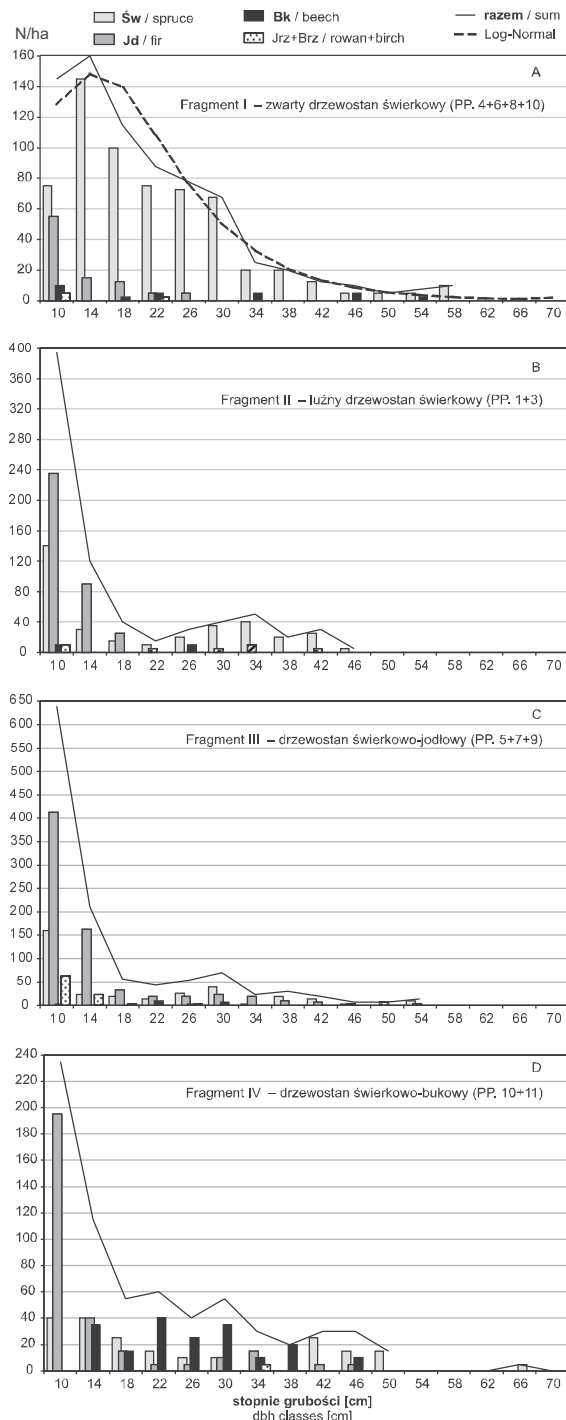 Św / spruce Bk / beech razem / sum
N/ha Jd / fir Jrz+Brz / rowan+birch Log-Normal
160
140
120
100
80
60
40
20
0
A
Fragment I – zwarty drzewostan świerkowy (PP. 4+6+8+10)
10 14 18 22 26 30 34 38 42 46 50 54 58 62 66 70
400
360
320
280
240
200
160
120
80
40
0
B
Fragment II – luźny drzewostan świerkowy (PP. 1+3)
10 14 18 22 26 30 34 38 42 46 50 54 58 62 66 70
650
600
550
500
450
400
350
300
250
200
150
100
50
0
C
Fragment III – drzewostan świerkowo-jodłowy (PP. 5+7+9)
10 14 18 22 26 30 34 38 42 46 50 54 58 62 66 70
240
220
200
180
160
140
120
100
80
60
40
20
0
D
Fragment IV – drzewostan świerkowo-bukowy (PP. 10+11)
10 14 18 22 26 30 34 38 42 46 50 54 58 62 66 70
stopnie grubości [cm]
dbh classes [cm]